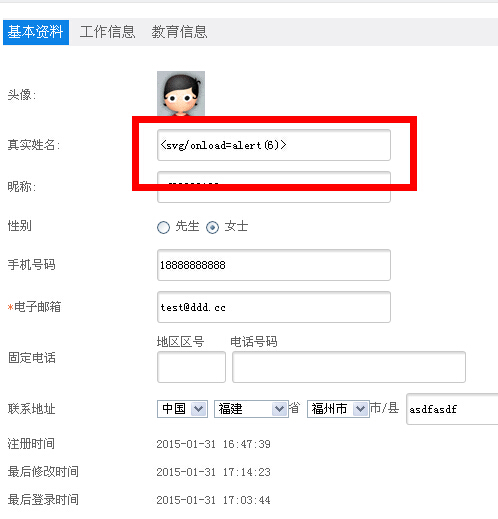 基本资料 工作信息 教育信息
头像:
真实姓名: <svg/onload=alert(6)>
昵称:
性别 先生 女士
手机号码 18888888888
*电子邮箱 test@ddd.cc
地区区号 电话号码
固定电话
联系地址 中国 福建 省 福州市 市/县 asdfasdf
注册时间 2015-01-31 16:47:39
最后修改时间 2015-01-31 17:14:23
最后登录时间 2015-01-31 17:03:44